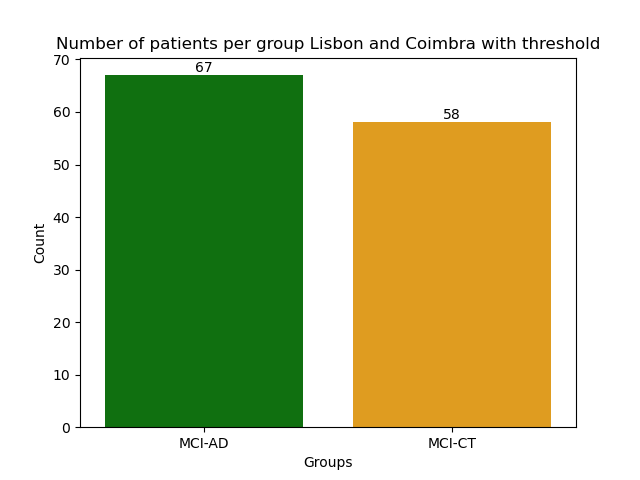 Number of patients per group Lisbon and Coimbra with threshold
70
67
60
58
50
40
30
20
10
0
Count
MCI-AD
MCI-CT
Groups